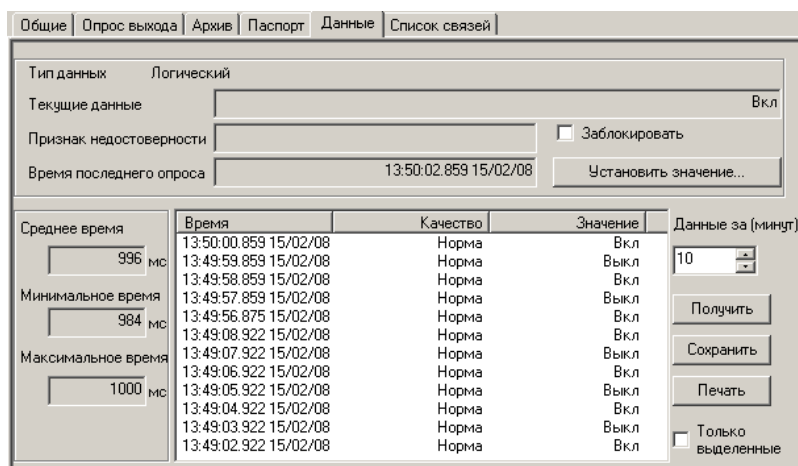 Общие Опрос выхода Архив Паспорт Данные Список связей
Тип данных Логический
Текущие данные Вкл
Признак недостоверности Заблокировать
Время последнего опроса 13:50:02.859 15/02/08 Установить значение...
Среднее время
996 мс
Минимальное время
984 мс
Максимальное время
1000 мс
Время Качество Значение
13:50:00.859 15/02/08 Норма Вкл
13:49:59.859 15/02/08 Норма Выкл
13:49:58.859 15/02/08 Норма Вкл
13:49:57.859 15/02/08 Норма Выкл
13:49:56.875 15/02/08 Норма Вкл
13:49:08.922 15/02/08 Норма Вкл
13:49:07.922 15/02/08 Норма Выкл
13:49:06.922 15/02/08 Норма Вкл
13:49:05.922 15/02/08 Норма Выкл
13:49:04.922 15/02/08 Норма Вкл
13:49:03.922 15/02/08 Норма Выкл
13:49:02.922 15/02/08 Норма Вкл
Данные за (минут)
10
Получить
Сохранить
Печать
Только
выделенные